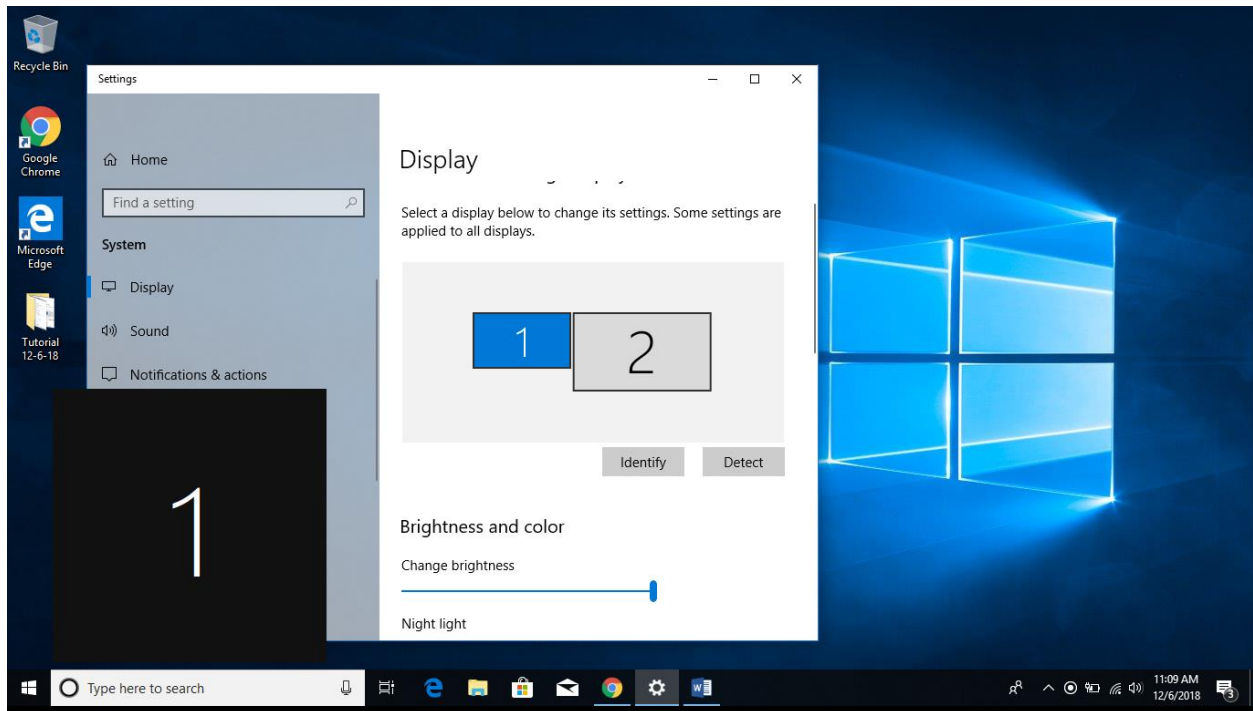 Recycle Bin
Google
Chrome
Microsoft
Edge
Tutorial
12-6-18
Settings
Home
Find a setting
System
Display
Sound
Notifications & actions
1
Display
Select a display below to change its settings. Some settings are
applied to all displays.
1
2
Identify
Detect
Brightness and color
Change brightness
Night light
Type here to search
W
11:09 AM
12/6/2018
3